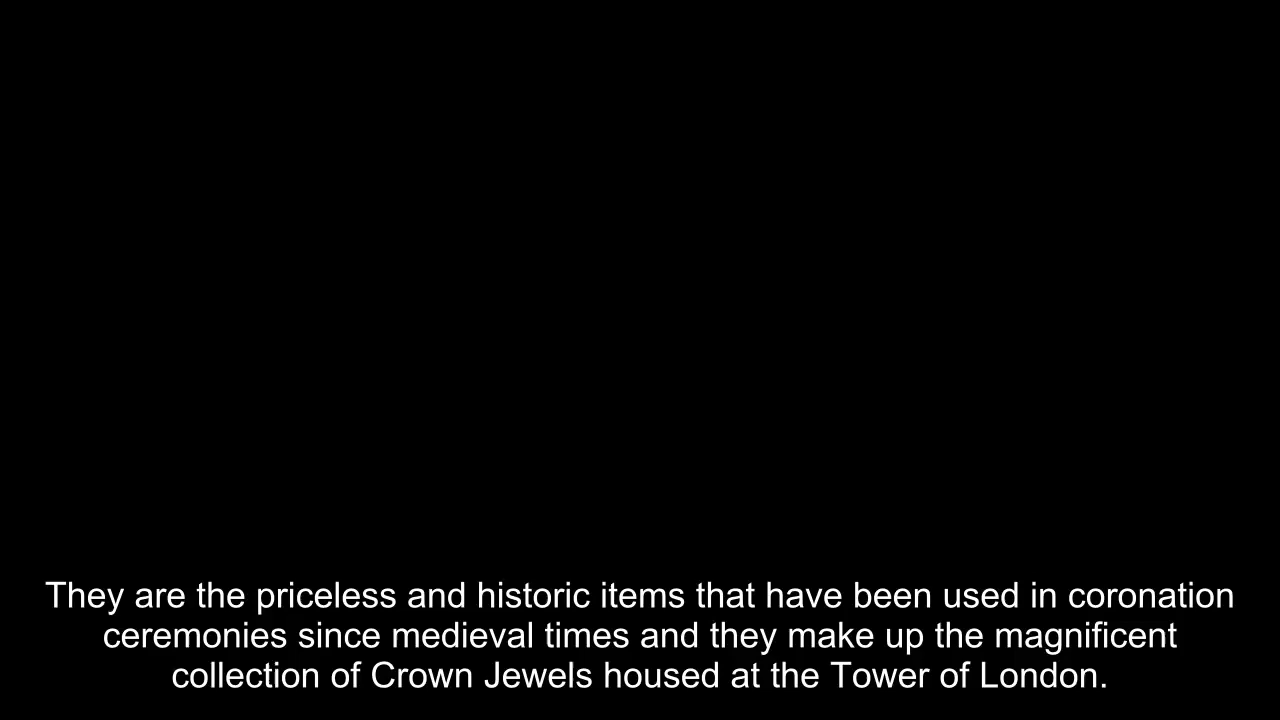 They are the priceless and historic items that have been used in coronation
ceremonies since medieval times and they make up the magnificent
collection of Crown Jewels housed at the Tower of London.